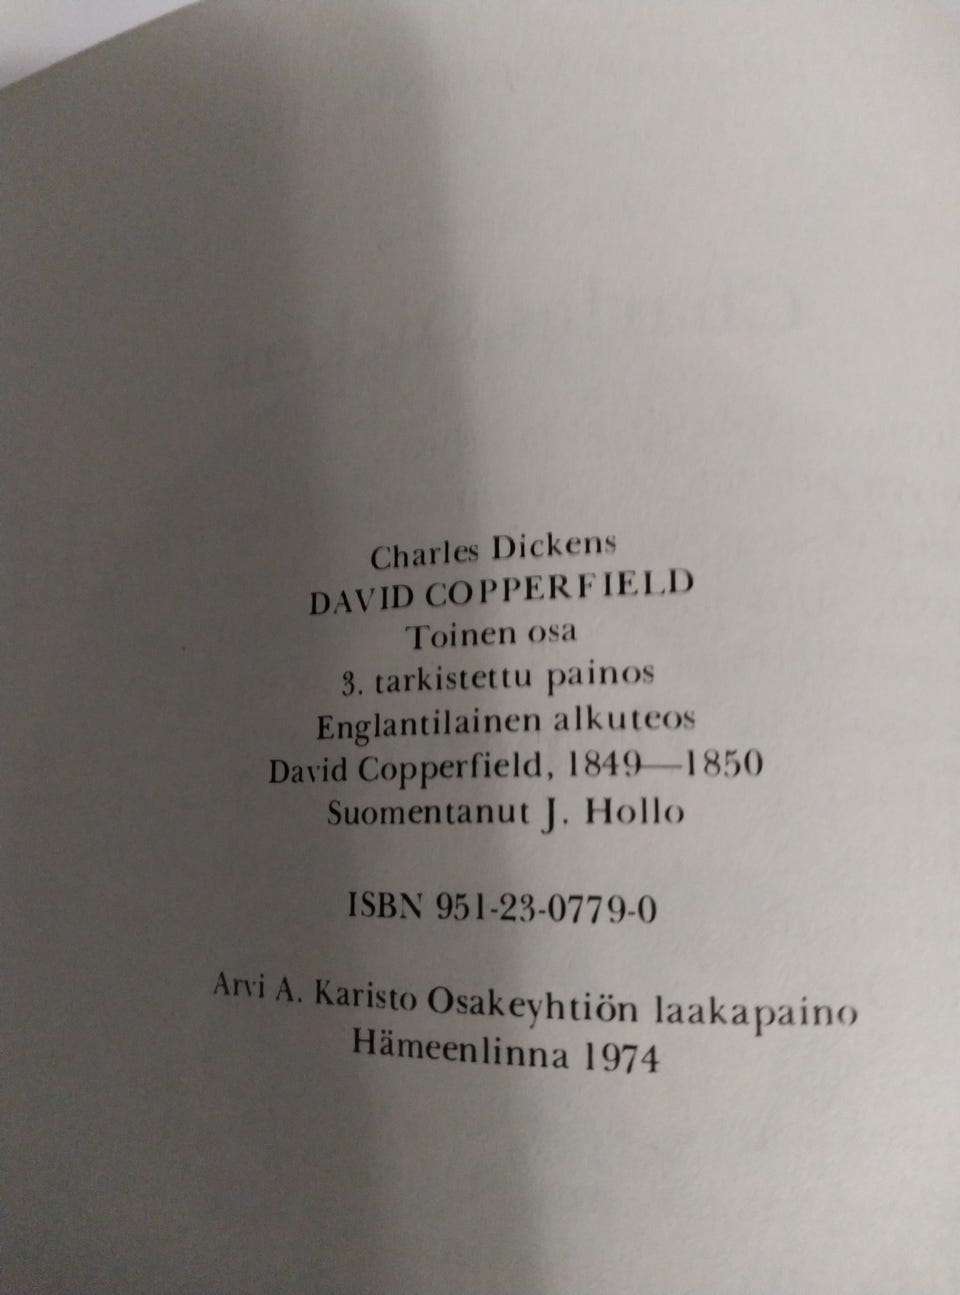 Charles Dickens
DAVID COPPERFIELD
Toinen osa
3. tarkistettu painos
Englantilainen alkuteos
David Copperfield, 1849—1850
Suomentanut J. Hollo
ISBN 951-23-0779-0
Arvi A. Karisto Osakeyhtiön laakapaino
Hämeenlinna 1974